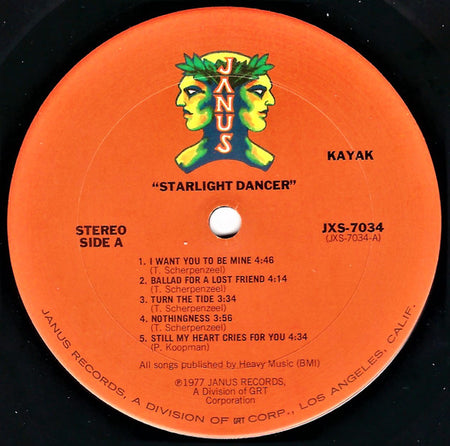 JANUS
KAYAK
"STARLIGHT DANCER"
STEREO
SIDE A
JXS-7034
(JXS-7034-A)
1. I WANT YOU TO BE MINE 4:46
(T. Scherpenzeel)
2. BALLAD FOR A LOST FRIEND 4:14
(T. Scherpenzeel)
3. TURN THE TIDE 3:34
(T. Scherpenzeel)
4. NOTHINGNESS 3:56
(T. Scherpenzeel)
5. STILL MY HEART CRIES FOR YOU 4:34
(P. Koopman)
All songs published by Heavy Music (BMI)
℗1977 JANUS RECORDS,
A Division of GRT
Corporation
JANUS RECORDS, A DIVISION OF GRT CORP., LOS ANGELES, CALIF.